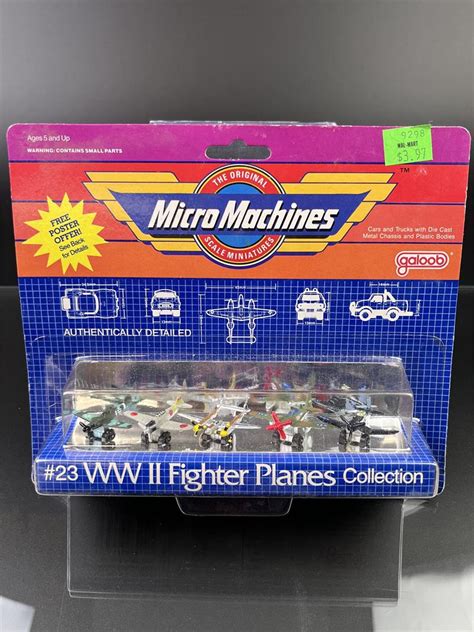 Ages 5 and Up
WARNING: CONTAINS SMALL PARTS
9298
WAL-MART
$3.97
THE ORIGINAL
Micro Machines
SCALE MINIATURES
TM
FREE
POSTER
OFFER!
See Back
for Details
Cars and Trucks with Die Cast
Metal Chassis and Plastic Bodies
galoob
AUTHENTICALLY DETAILED
#23 WW II Fighter Planes Collection